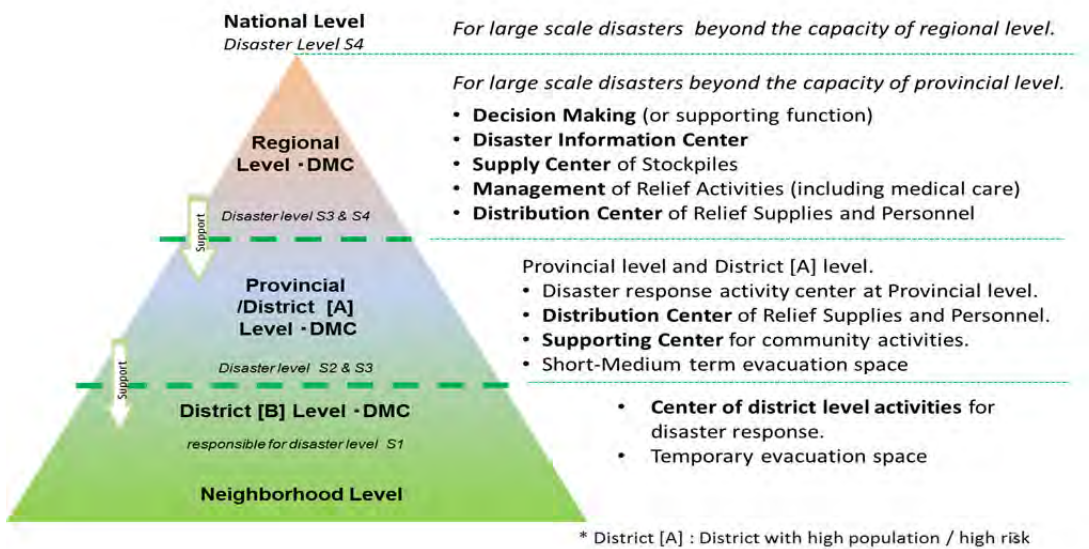 National Level
Disaster Level S4
For large scale disasters beyond the capacity of regional level.
For large scale disasters beyond the capacity of provincial level.
• Decision Making (or supporting function)
• Disaster Information Center
• Supply Center of Stockpiles
• Management of Relief Activities (including medical care)
• Distribution Center of Relief Supplies and Personnel
Regional
Level・DMC
Disaster level S3 & S4
Support
Provincial level and District [A] level.
• Disaster response activity center at Provincial level.
• Distribution Center of Relief Supplies and Personnel.
• Supporting Center for community activities.
• Short-Medium term evacuation space
Provincial
/District [A]
Level・DMC
Disaster level S2 & S3
Support
District [B] Level・DMC
responsible for disaster level S1
• Center of district level activities for
disaster response.
• Temporary evacuation space
Neighborhood Level
* District [A] : District with high population / high risk